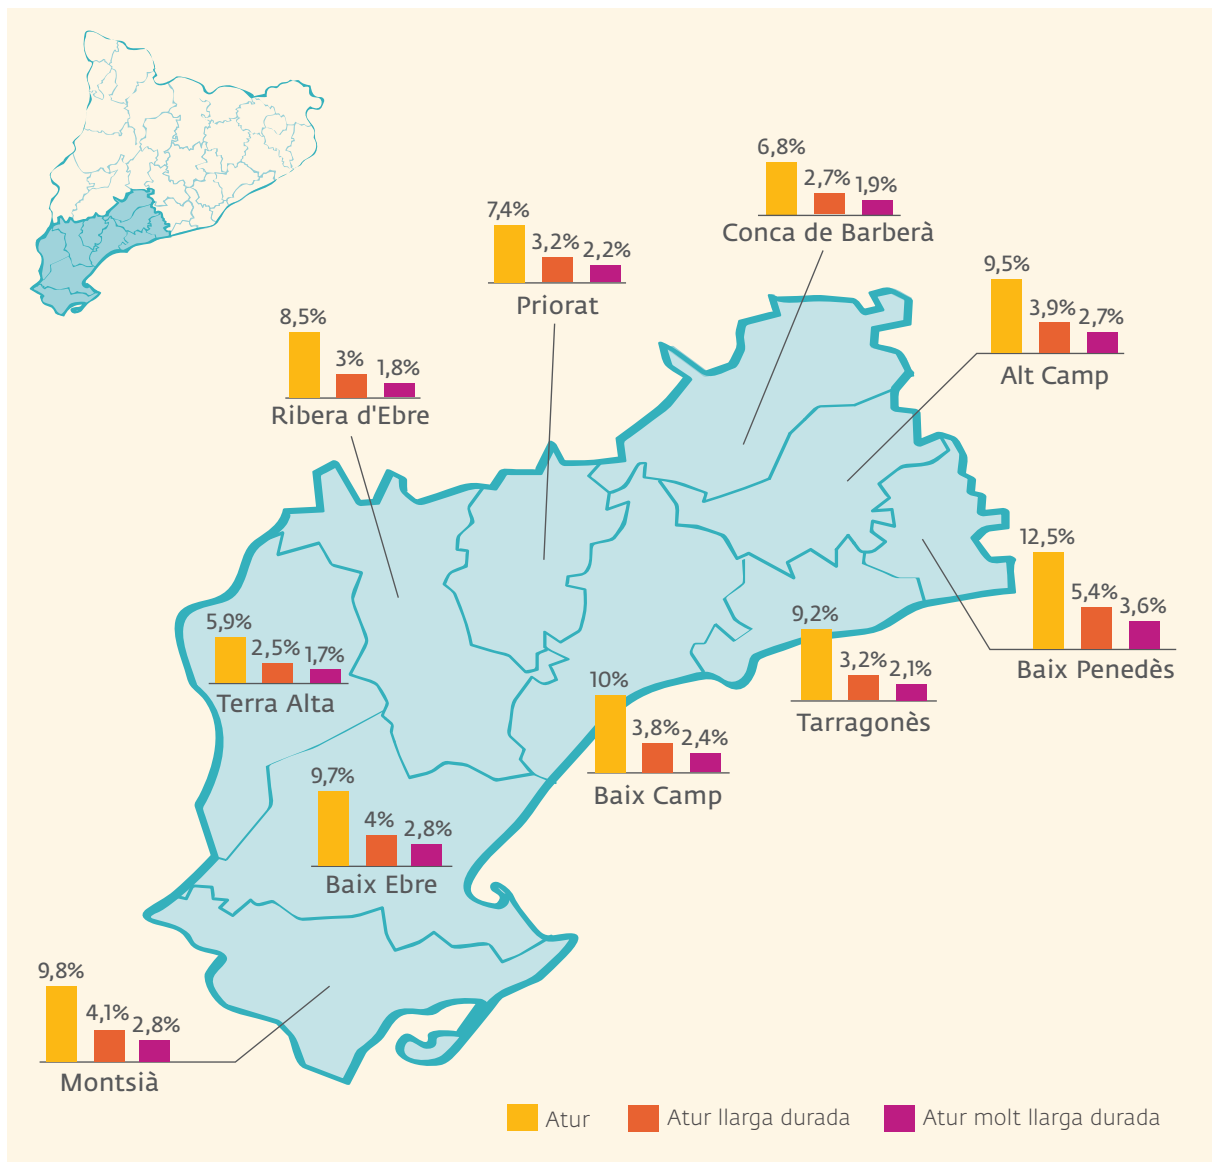 6,8%
2,7%
1,9%
Conca de Barberà
7,4%
3,2%
2,2%
Priorat
9,5%
3,9%
2,7%
Alt Camp
8,5%
3%
1,8%
Ribera d'Ebre
12,5%
5,4%
3,6%
Baix Penedès
5,9%
2,5%
1,7%
Terra Alta
9,2%
3,2%
2,1%
Tarragonès
10%
3,8%
2,4%
Baix Camp
9,7%
4%
2,8%
Baix Ebre
9,8%
4,1%
2,8%
Montsià
Atur
Atur llarga durada
Atur molt llarga durada